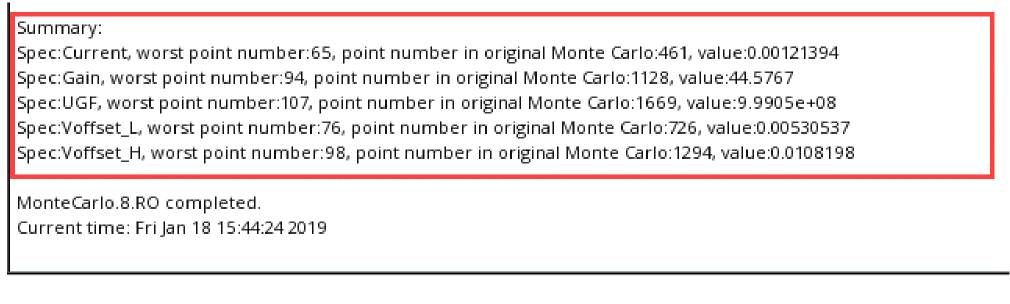 Summary:
Spec:Current, worst point number:65, point number in original Monte Carlo:461, value:0.00121394
Spec:Gain, worst point number:94, point number in original Monte Carlo:1128, value:44.5767
Spec:UGF, worst point number:107, point number in original Monte Carlo:1669, value:9.9905e+08
Spec:Voffset_L, worst point number:76, point number in original Monte Carlo:726, value:0.00530537
Spec:Voffset_H, worst point number:98, point number in original Monte Carlo:1294, value:0.0108198
MonteCarlo.8.RO completed.
Current time: Fri Jan 18 15:44:24 2019